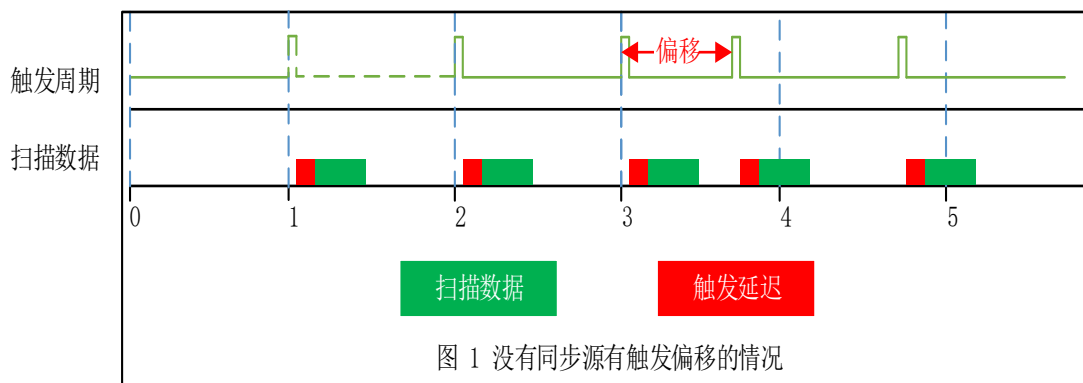 偏移
触发周期
扫描数据
0 1 2 3 4 5
扫描数据 触发延迟
图 1 没有同步源有触发偏移的情况